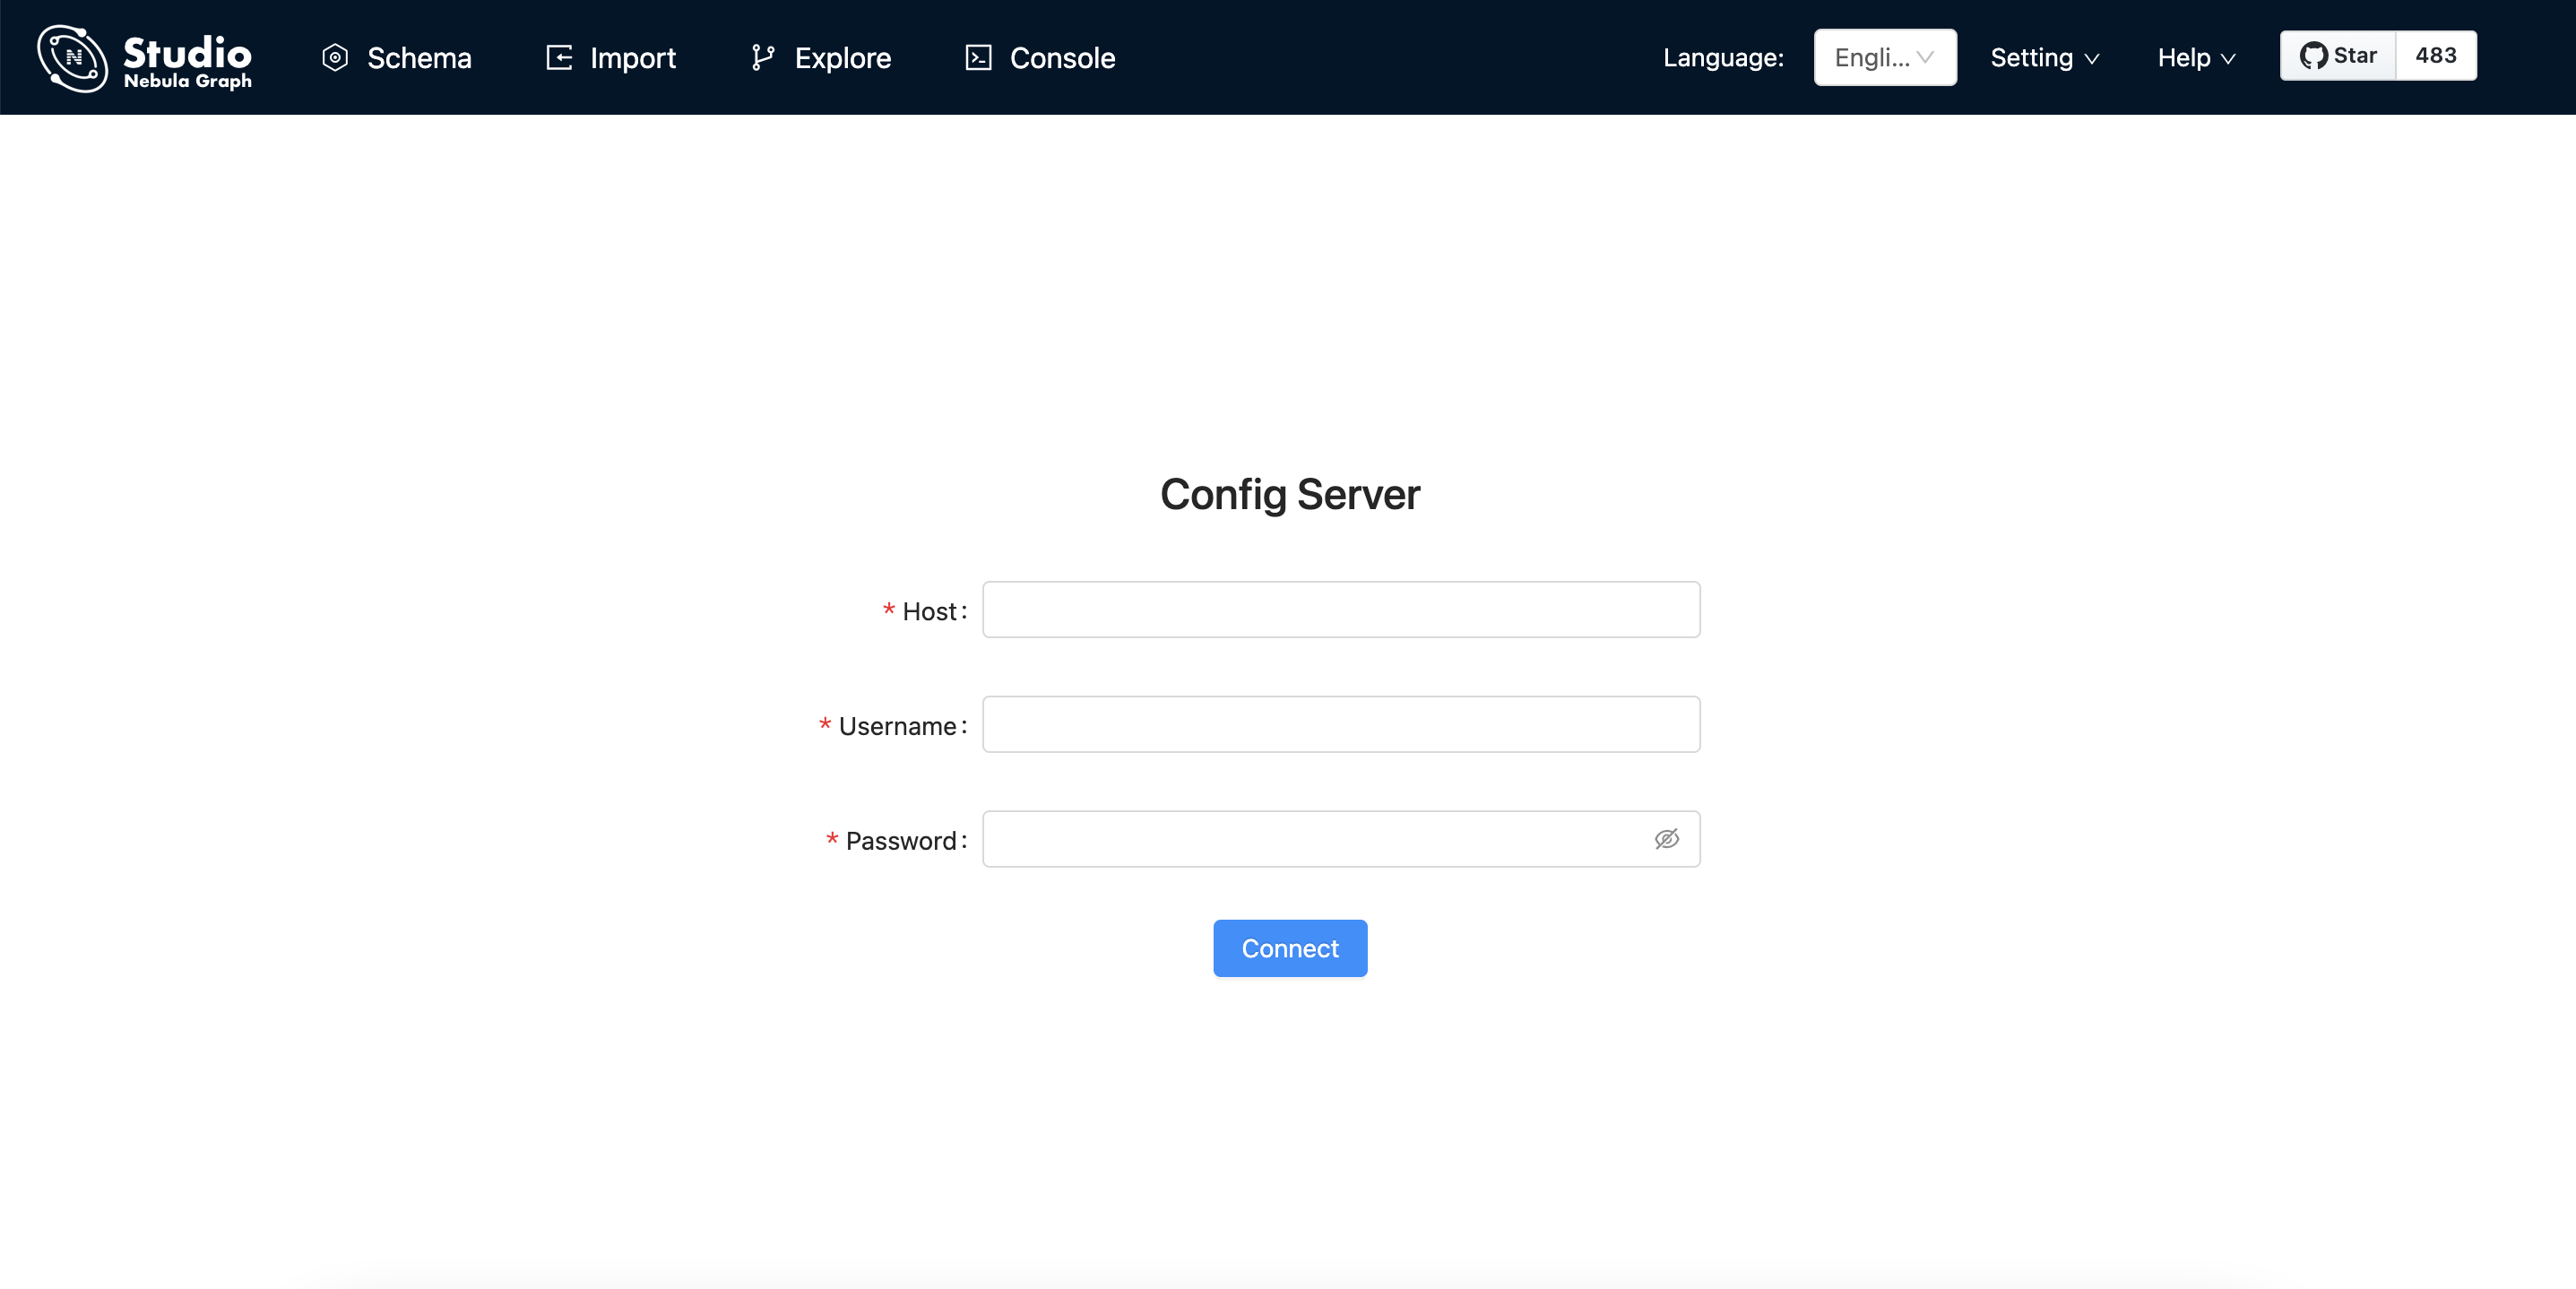 Studio
Nebula Graph
Schema
Import
Explore
Console
Language:
Engli...
Setting
Help
Star
483
Config Server
* Host:
* Username:
* Password:
Connect